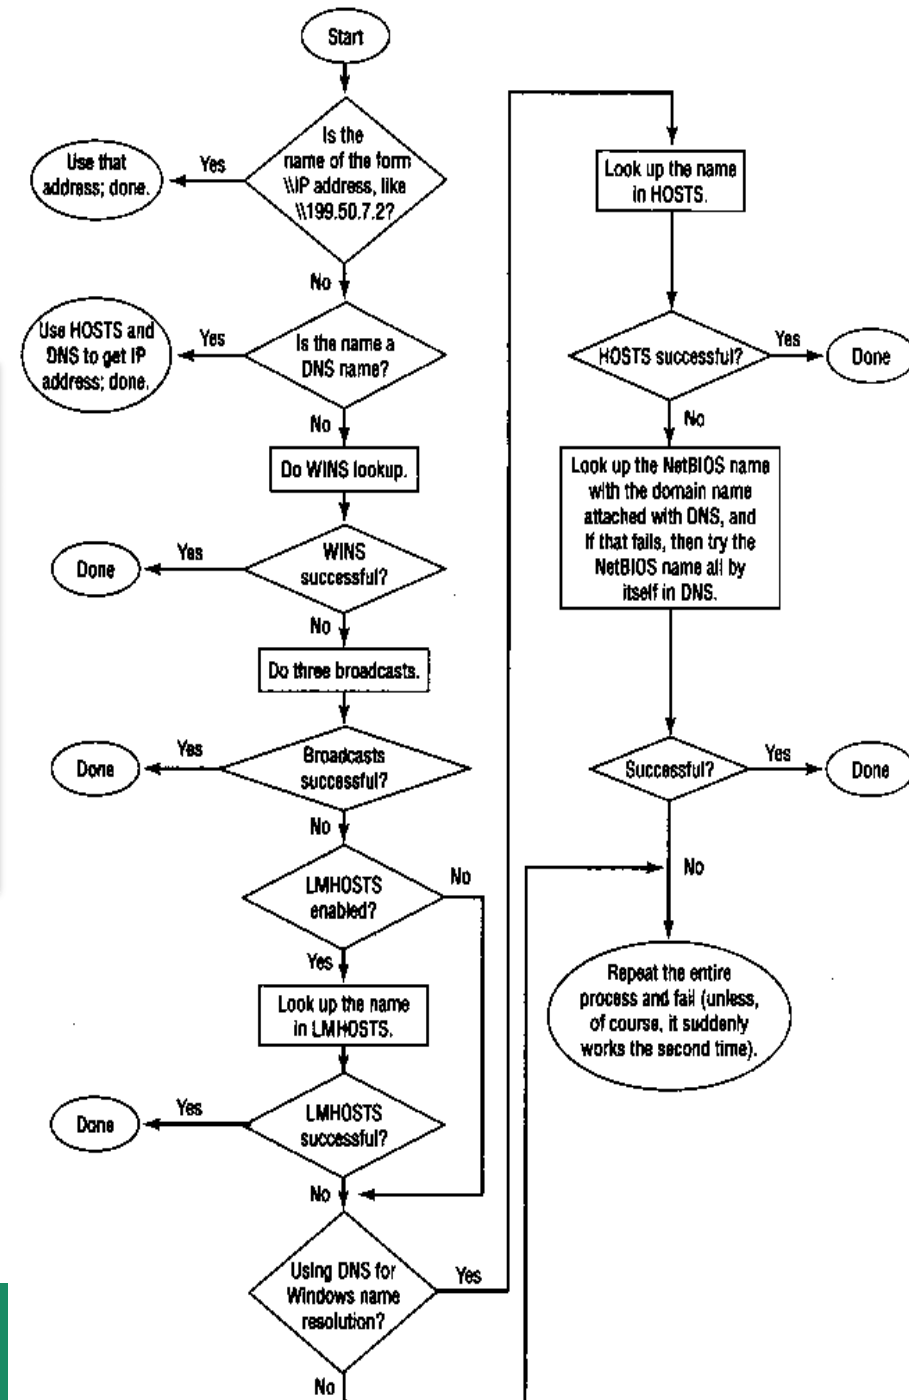 Start
Is the
name of the form
\\IP address, like
\\199.50.7.2?
Yes
Use that
address; done.
No
Is the name a
DNS name?
Yes
Use HOSTS and
DNS to get IP
address; done.
No
Do WINS lookup.
WINS
successful?
Yes
Done
No
Do three broadcasts.
Broadcasts
successful?
Yes
Done
No
LMHOSTS
enabled?
No
Yes
Look up the name
in LMHOSTS.
LMHOSTS
successful?
Yes
Done
No
Using DNS for
Windows name
resolution?
Yes
No
Look up the name
in HOSTS.
HOSTS successful?
Yes
Done
No
Look up the NetBIOS name
with the domain name
attached with DNS, and
If that fails, then try the
NetBIOS name all by
itself in DNS.
Successful?
Yes
Done
No
Repeat the entire
process and fail (unless,
of course, it suddenly
works the second time).